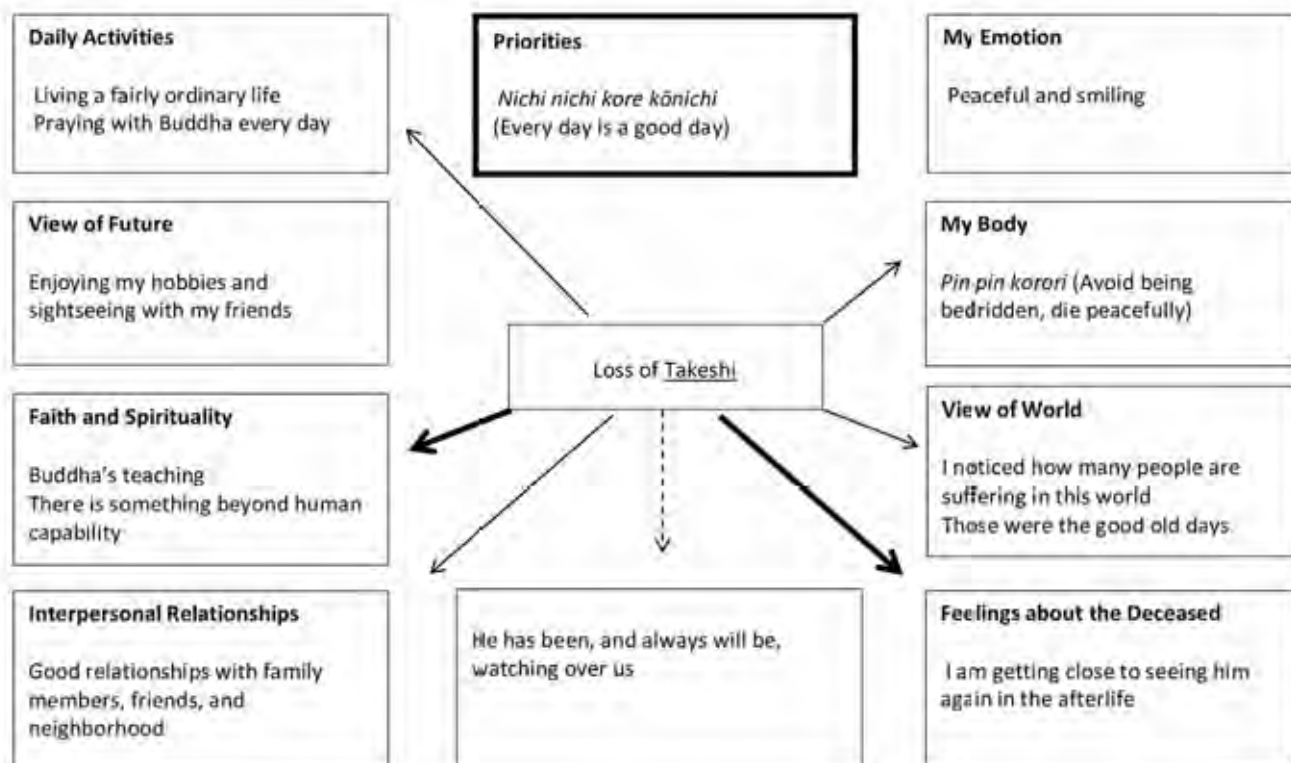 Daily Activities
Living a fairly ordinary life
Praying with Buddha every day
Priorities
Nichi nichi kore kōnichi
(Every day is a good day)
My Emotion
Peaceful and smiling
View of Future
Enjoying my hobbies and
sightseeing with my friends
My Body
Pin pin korori (Avoid being
bedridden, die peacefully)
Loss of Takeshi
Faith and Spirituality
Buddha's teaching
There is something beyond human
capability
View of World
I noticed how many people are
suffering in this world
Those were the good old days
Interpersonal Relationships
Good relationships with family
members, friends, and
neighborhood
He has been, and always will be,
watching over us
Feelings about the Deceased
I am getting close to seeing him
again in the afterlife